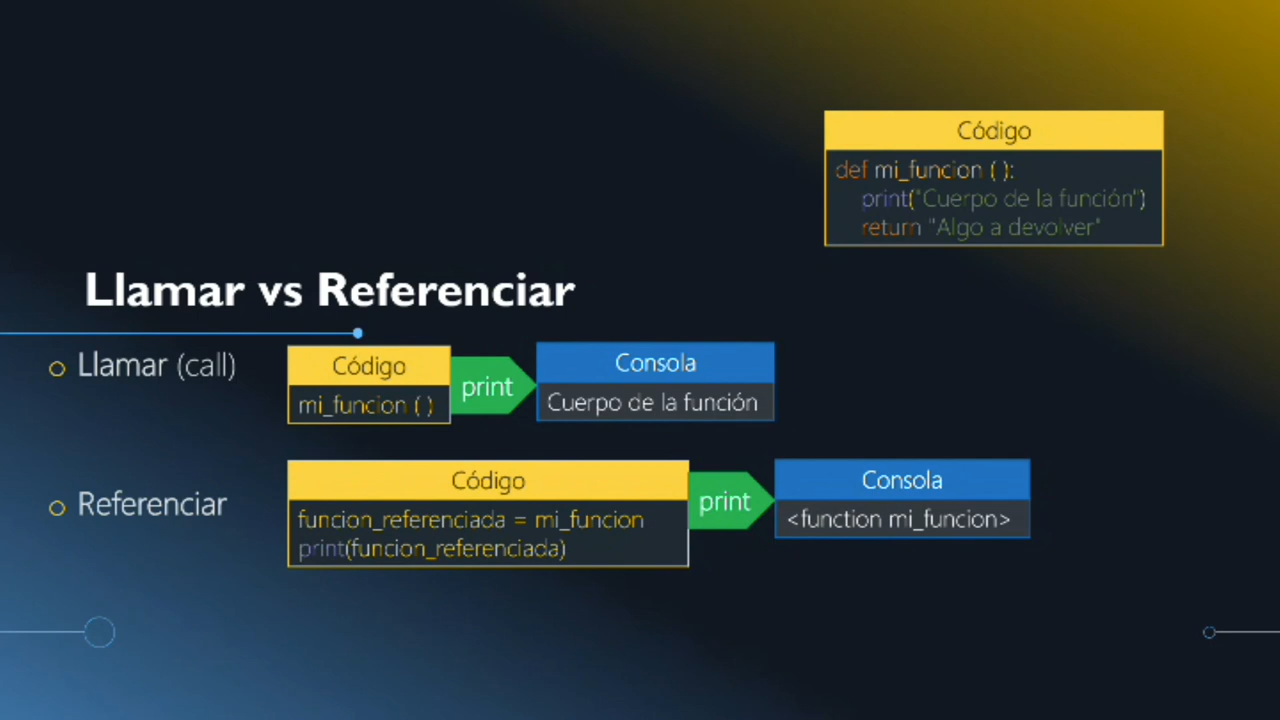 Código
def mi_funcion ( ):
print("Cuerpo de la función")
return "Algo a devolver"
Llamar vs Referenciar
Llamar (call)
Código
mi_funcion ( )
print
Consola
Cuerpo de la función
Referenciar
Código
funcion_referenciada = mi_funcion
print(funcion_referenciada)
print
Consola
<function mi_funcion>